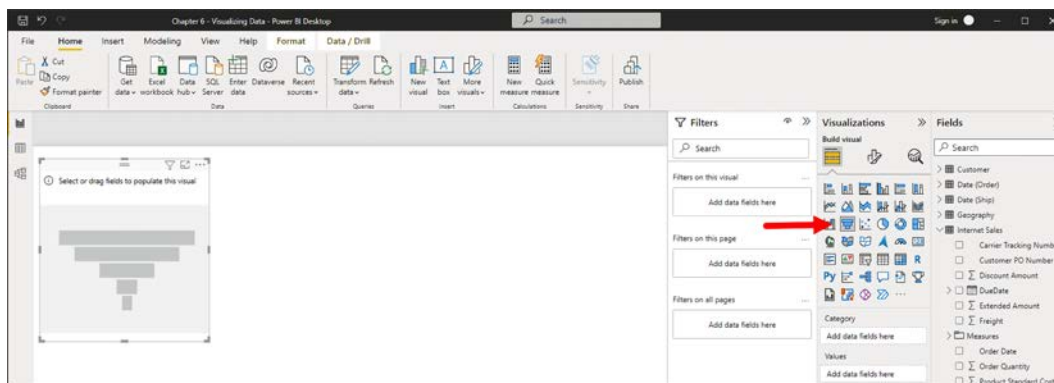 Chapter 6 - Visualizing Data - Power BI Desktop
Search
Sign in
File Home Insert Modeling View Help Format Data / Drill
Paste
Cut
Copy
Format painter
Clipboard
Get data
Excel workbook
Data hub
SQL Server
Enter data
Dataverse
Recent sources
Data
Transform data
Refresh
Queries
New visual
Text box
More visuals
Insert
New measure
Quick measure
Calculations
Sensitivity
Sensitivity
Publish
Share
Select or drag fields to populate this visual
Filters
Search
Filters on this visual
Add data fields here
Filters on this page
Add data fields here
Filters on all pages
Add data fields here
Visualizations
Build visual
R
Py
Category
Add data fields here
Values
Add data fields here
Fields
Search
Customer
Date (Order)
Date (Ship)
Geography
Internet Sales
Carrier Tracking Numb
Customer PO Number
Discount Amount
DueDate
Extended Amount
Freight
Measures
Order Date
Order Quantity
Product Standard Cost